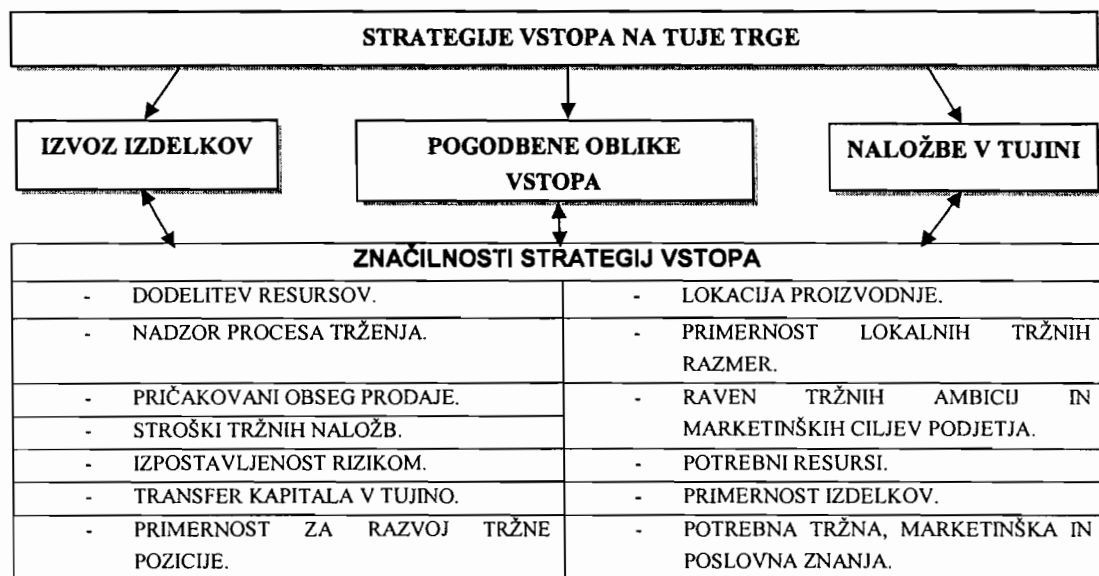 STRATEGIJE VSTOPA NA TUJE TRGE
IZVOZ IZDELKOV
POGODBENE OBLIKE
VSTOPA
NALOŽBE V TUJINI
ZNAČILNOSTI STRATEGIJ VSTOPA
- DODELITEV RESURSOV.
- NADZOR PROCESA TRŽENJA.
- PRIČAKOVANI OBSEG PRODAJE.
- STROŠKI TRŽNIH NALOŽB.
- IZPOSTAVLJENOST RIZIKOM.
- TRANSFER KAPITALA V TUJINO.
- PRIMERNOST ZA RAZVOJ TRŽNE
POZICIJE.
- LOKACIJA PROIZVODNJE.
- PRIMERNOST LOKALNIH TRŽNIH
RAZMER.
- RAVEN TRŽNIH AMBICIJ IN
MARKETINŠKIH CILJEV PODJETJA.
- POTREBNI RESURSI.
- PRIMERNOST IZDELKOV.
- POTREBNA TRŽNA, MARKETINŠKA IN
POSLOVNA ZNANJA.